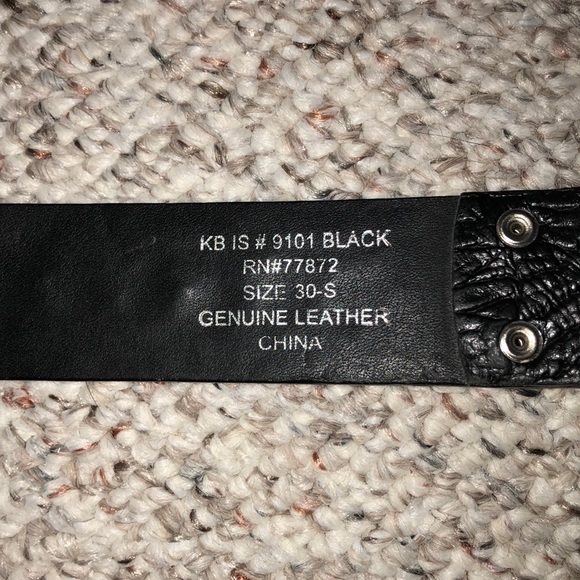 KB IS # 9101 BLACK
RN#77872
SIZE 30-S
GENUINE LEATHER
CHINA